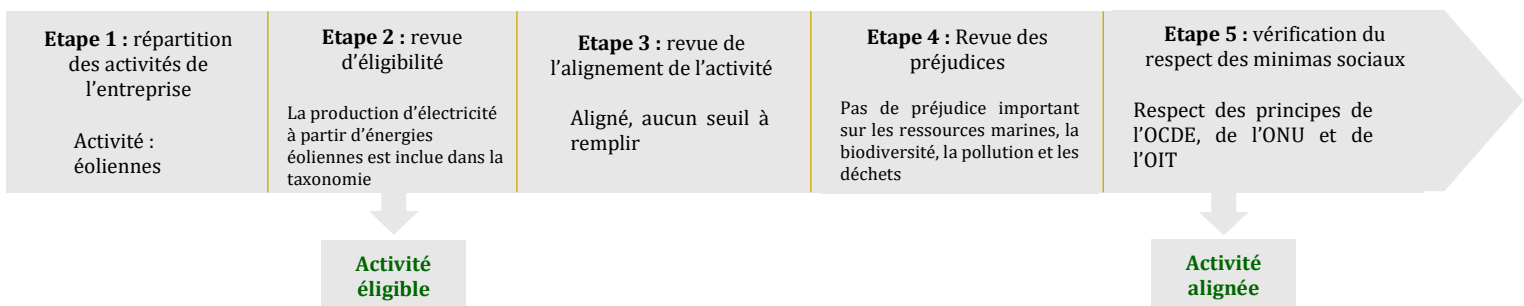 Etape 1 : répartition
des activités de
l'entreprise
Activité :
éoliennes
Etape 2 : revue
d'éligibilité
La production d'électricité
à partir d'énergies
éoliennes est inclue dans la
taxonomie
Etape 3 : revue de
l'alignement de l'activité
Aligné, aucun seuil à
remplir
Etape 4 : Revue des
préjudices
Pas de préjudice important
sur les ressources marines, la
biodiversité, la pollution et les
déchets
Etape 5 : vérification du
respect des minimas sociaux
Respect des principes de
l'OCDE, de l'ONU et de
l'OIT
Activité
éligible
Activité
alignée